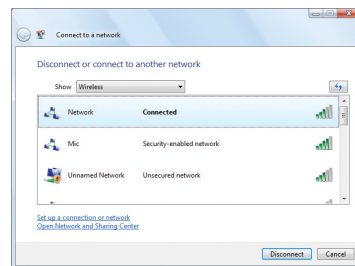 Connect to a network
Disconnect or connect to another network
Show Wireless
Network Connected
Mic Security-enabled network
Unnamed Network Unsecured network
Set up a connection or network
Open Network and Sharing Center
Disconnect Cancel